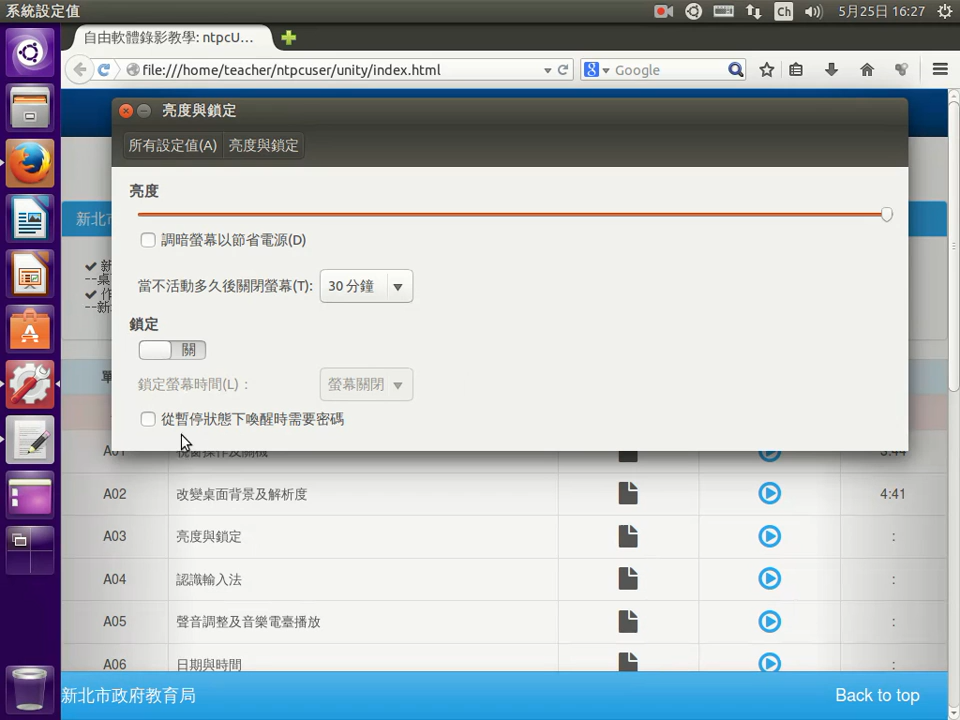 系統設定值
Ch
5月25日 16:27
自由軟體錄影教學: ntpcU...
file:///home/teacher/ntpcuser/unity/index.html
Google
亮度與鎖定
所有設定值(A)
亮度與鎖定
亮度
調暗螢幕以節省電源(D)
當不活動多久後關閉螢幕(T):
30 分鐘
鎖定
關
鎖定螢幕時間(L)：
螢幕關閉
從暫停狀態下喚醒時需要密碼
新北市
A01
視窗操作及關機
3:44
A02
改變桌面背景及解析度
4:41
A03
亮度與鎖定
:
A04
認識輸入法
:
A05
聲音調整及音樂電臺播放
:
A06
日期與時間
:
新北市政府教育局
Back to top